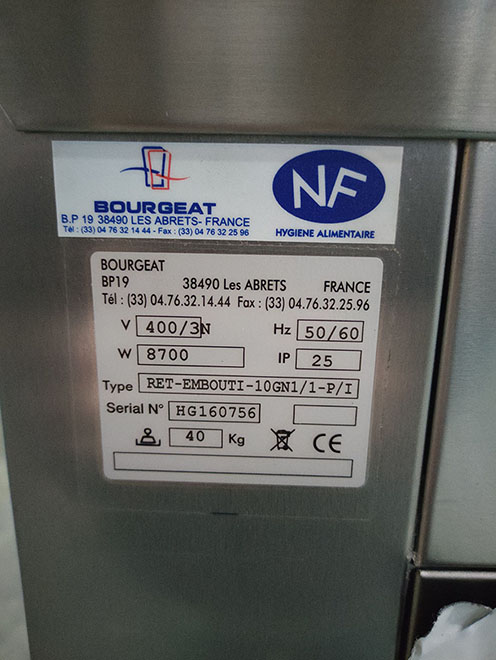 BOURGEAT
B.P 19 38490 LES ABRETS- FRANCE
Tél : (33) 04 76 32 14 44 - Fax : (33) 04 76 32 25 96
NF
HYGIENE ALIMENTAIRE
BOURGEAT
BP19 38490 Les ABRETS FRANCE
Tél : (33) 04.76.32.14.44 Fax : (33) 04.76.32.25.96
V 400/3N Hz 50/60
W 8700 IP 25
Type RET-EMBOUTI-10GN1/1-P/I
Serial N° HG160756
40 Kg CE